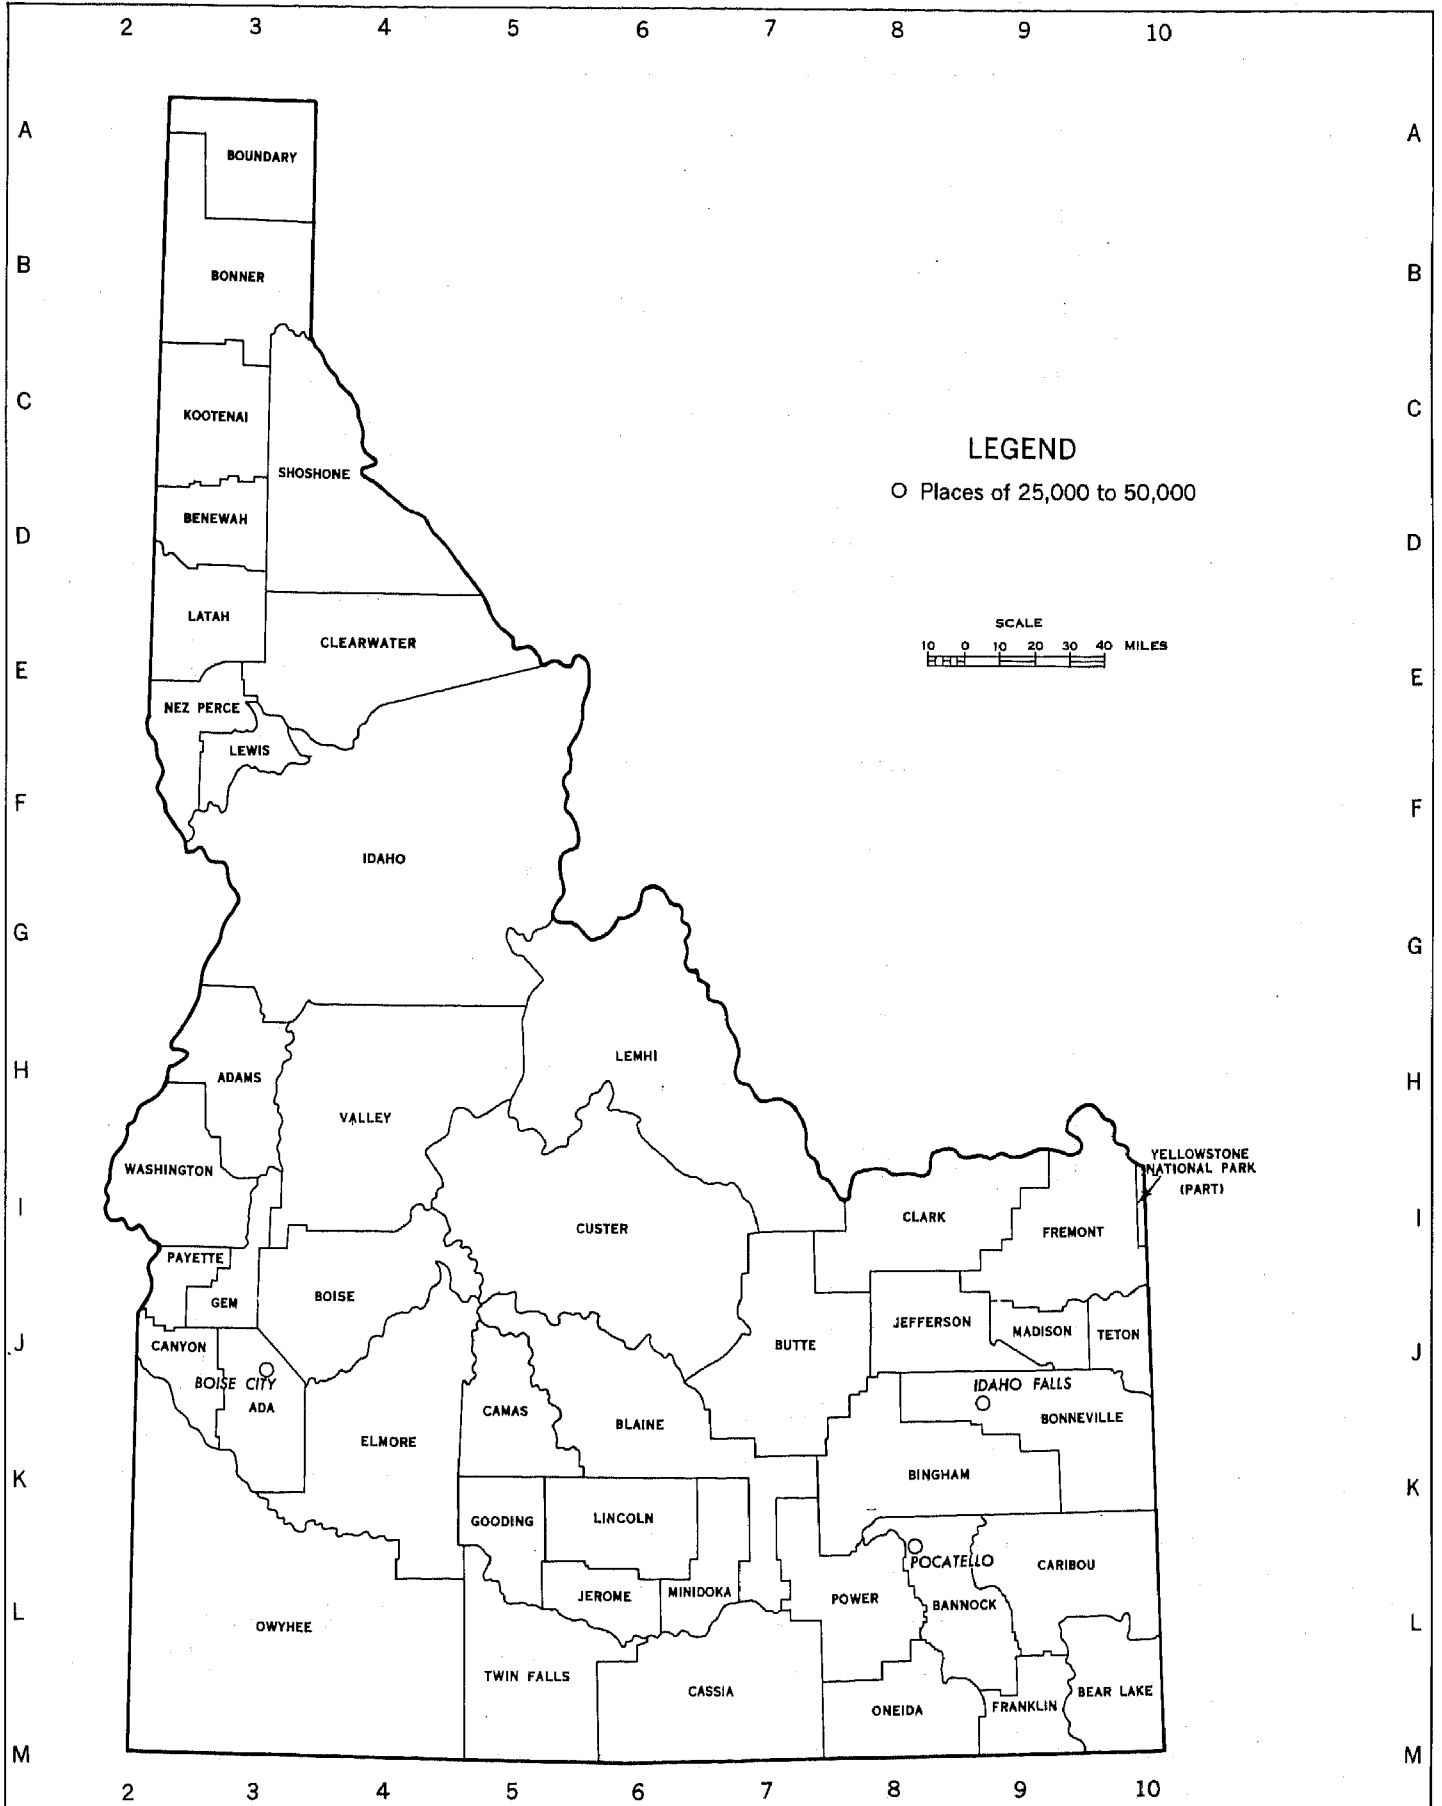 2 3 4 5 6 7 8 9 10
A A
BOUNDARY
B B
BONNER
C C
KOOTENAI
LEGEND
SHOSHONE
Places of 25,000 to 50,000
BENEWAH
D D
LATAH
SCALE
10 0 10 20 30 40 MILES
CLEARWATER
E E
NEZ PERCE
LEWIS
F F
IDAHO
G G
LEMHI
H H
ADAMS
VALLEY
YELLOWSTONE
NATIONAL PARK
(PART)
WASHINGTON
I I
CLARK
CUSTER
FREMONT
PAYETTE
BOISE
GEM
JEFFERSON
MADISON
TETON
J J
CANYON
BUTTE
BOISE CITY
IDAHO FALLS
ADA
CAMAS
BLAINE
BONNEVILLE
ELMORE
K K
BINGHAM
GOODING
LINCOLN
POCATELLO
CARIBOU
JEROME
MINIDOKA
POWER
BANNOCK
L L
OWYHEE
TWIN FALLS
CASSIA
ONEIDA
FRANKLIN
BEAR LAKE
M M
2 3 4 5 6 7 8 9 10